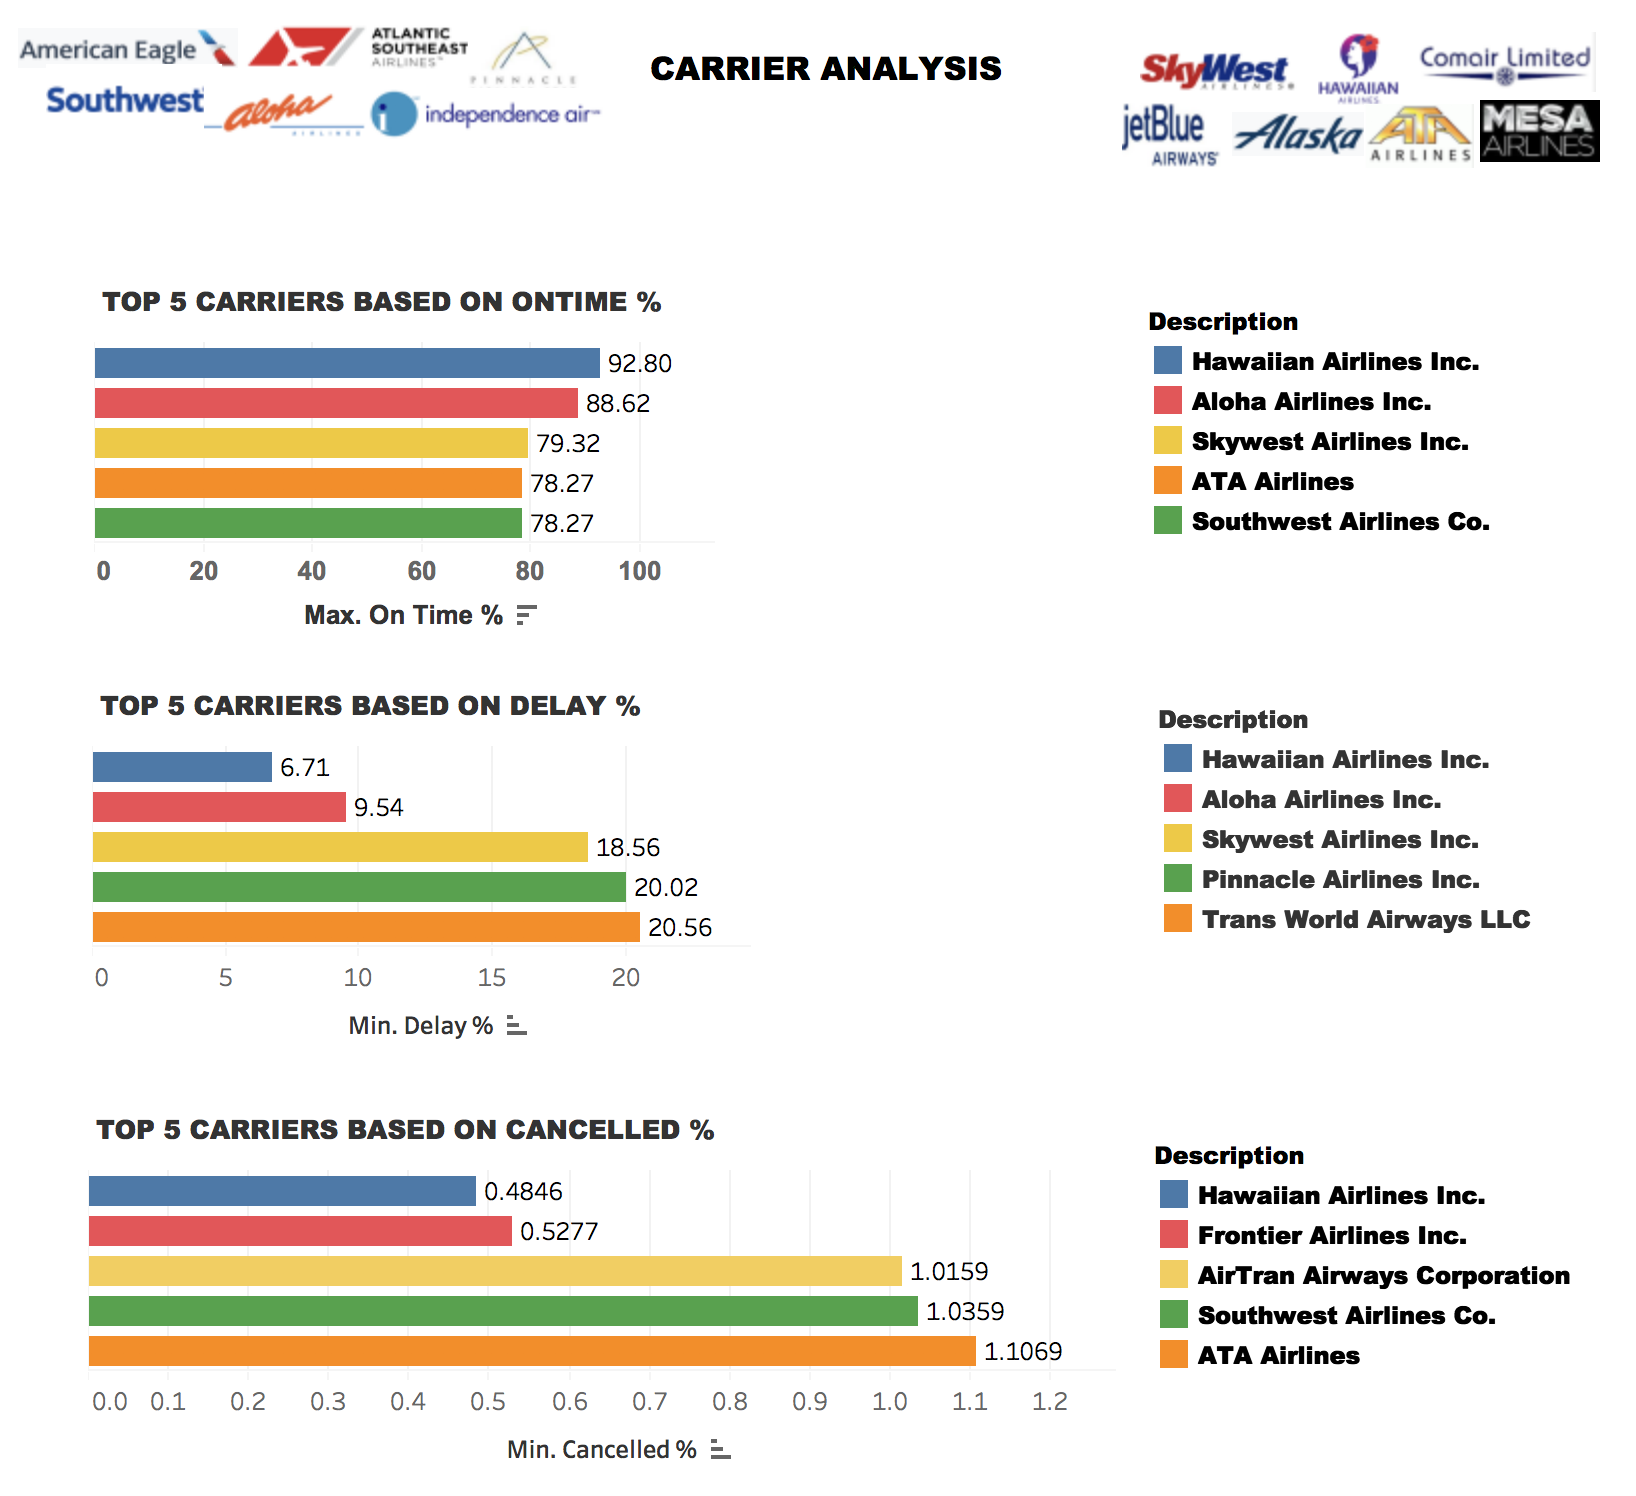 American Eagle
ATLANTIC
SOUTHEAST
AIRLINES™
PINNACLE
Southwest
aloha
AIRLINES
i
independence air™
CARRIER ANALYSIS
SkyWest
AIRLINES
HAWAIIAN
AIRLINES
Comair Limited
jetBlue
AIRWAYS
Alaska
ATA
AIRLINES
MESA
AIRLINES
TOP 5 CARRIERS BASED ON ONTIME %
92.80
88.62
79.32
78.27
78.27
0 20 40 60 80 100
Max. On Time %
Description
Hawaiian Airlines Inc.
Aloha Airlines Inc.
Skywest Airlines Inc.
ATA Airlines
Southwest Airlines Co.
TOP 5 CARRIERS BASED ON DELAY %
6.71
9.54
18.56
20.02
20.56
0 5 10 15 20
Min. Delay %
Description
Hawaiian Airlines Inc.
Aloha Airlines Inc.
Skywest Airlines Inc.
Pinnacle Airlines Inc.
Trans World Airways LLC
TOP 5 CARRIERS BASED ON CANCELLED %
0.4846
0.5277
1.0159
1.0359
1.1069
0.0 0.1 0.2 0.3 0.4 0.5 0.6 0.7 0.8 0.9 1.0 1.1 1.2
Min. Cancelled %
Description
Hawaiian Airlines Inc.
Frontier Airlines Inc.
AirTran Airways Corporation
Southwest Airlines Co.
ATA Airlines